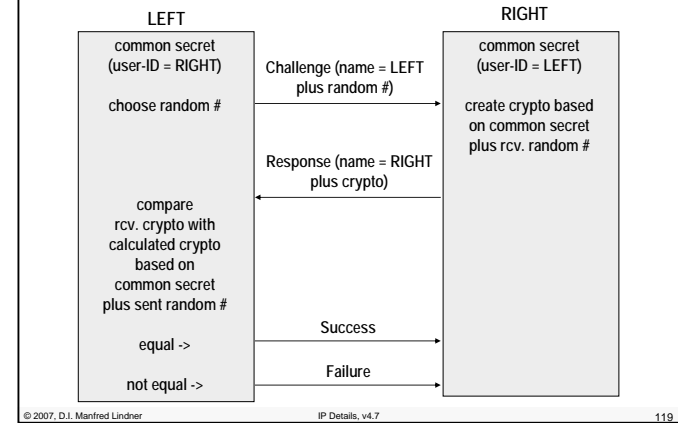 LEFT
RIGHT
common secret
(user-ID = RIGHT)
choose random #
Challenge (name = LEFT
plus random #)
common secret
(user-ID = LEFT)
create crypto based
on common secret
plus rcv. random #
Response (name = RIGHT
plus crypto)
compare
rcv. crypto with
calculated crypto
based on
common secret
plus sent random #
equal ->
Success
not equal ->
Failure
© 2007, D.I. Manfred Lindner
IP Details, v4.7
119